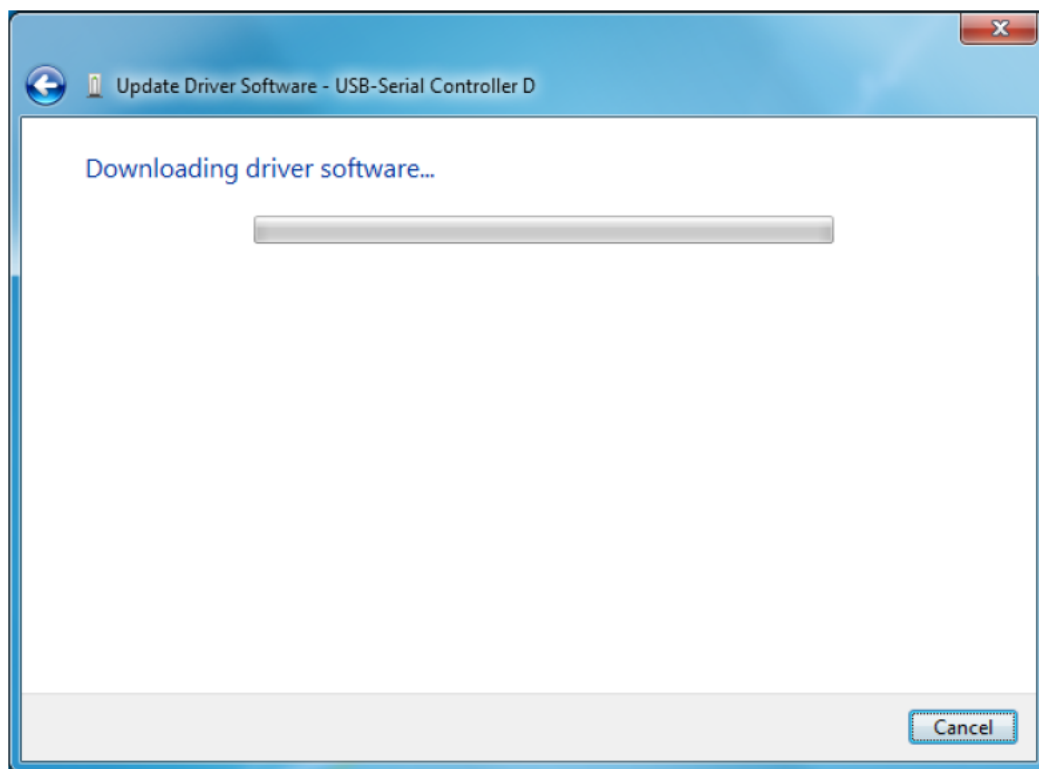 Update Driver Software - USB-Serial Controller D
Downloading driver software...
Cancel